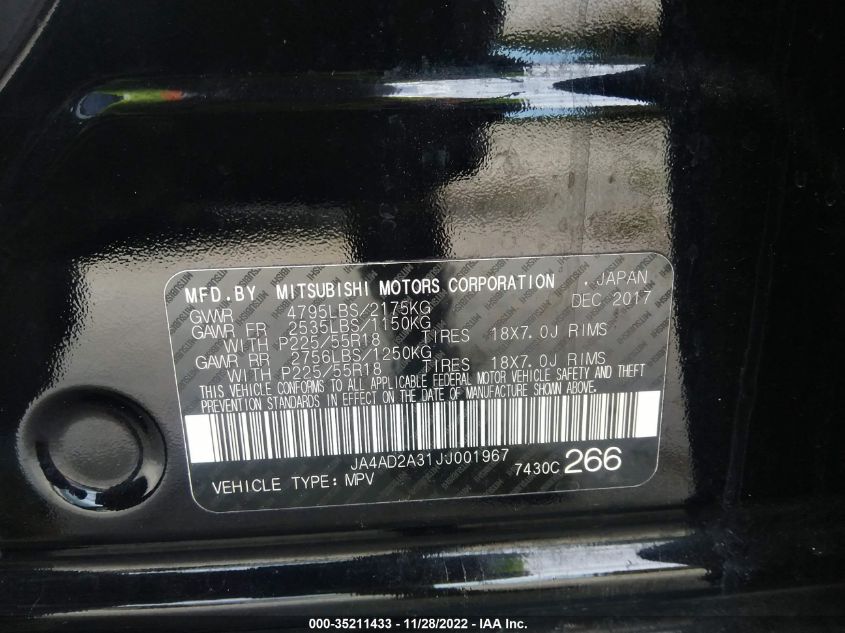 MFD.BY MITSUBISHI MOTORS CORPORATION . JAPAN
GVWR 4795LBS/2175KG DEC 2017
GAWR FR 2535LBS/1150KG
WITH P225/55R18 TIRES 18X7.0J RIMS
GAWR RR 2756LBS/1250KG
WITH P225/55R18 TIRES 18X7.0J RIMS
THIS VEHICLE CONFORMS TO ALL APPLICABLE FEDERAL MOTOR VEHICLE SAFETY AND THEFT
PREVENTION STANDARDS IN EFFECT ON THE DATE OF MANUFACTURE SHOWN ABOVE.
JA4AD2A31JJ001967
7430C 266
VEHICLE TYPE: MPV
000-35211433 - 11/28/2022 - IAA Inc.